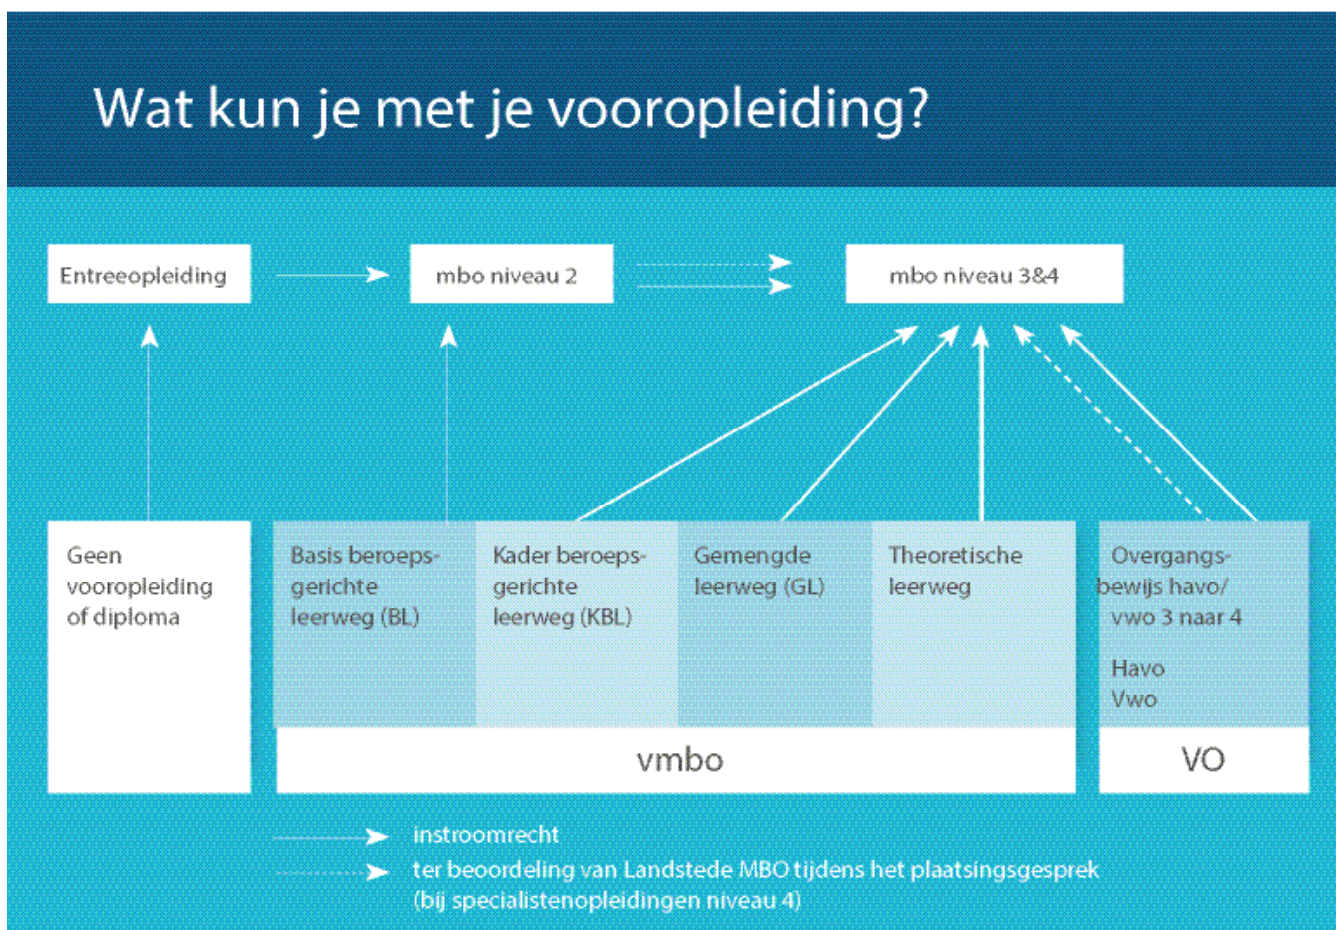 Wat kun je met je vooropleiding?
Entreeopleiding
mbo niveau 2
mbo niveau 3&4
Geen
vooropleiding
of diploma
Basis beroeps-
gerichte
leerweg (BL)
Kader beroeps-
gerichte
leerweg (KBL)
Gemengde
leerweg (GL)
Theoretische
leerweg
Overgangs-
bewijs havo/
vwo 3 naar 4
Havo
Vwo
vmbo
VO
instroomrecht
ter beoordeling van Landstede MBO tijdens het plaatsingsgesprek
(bij specialistenopleidingen niveau 4)